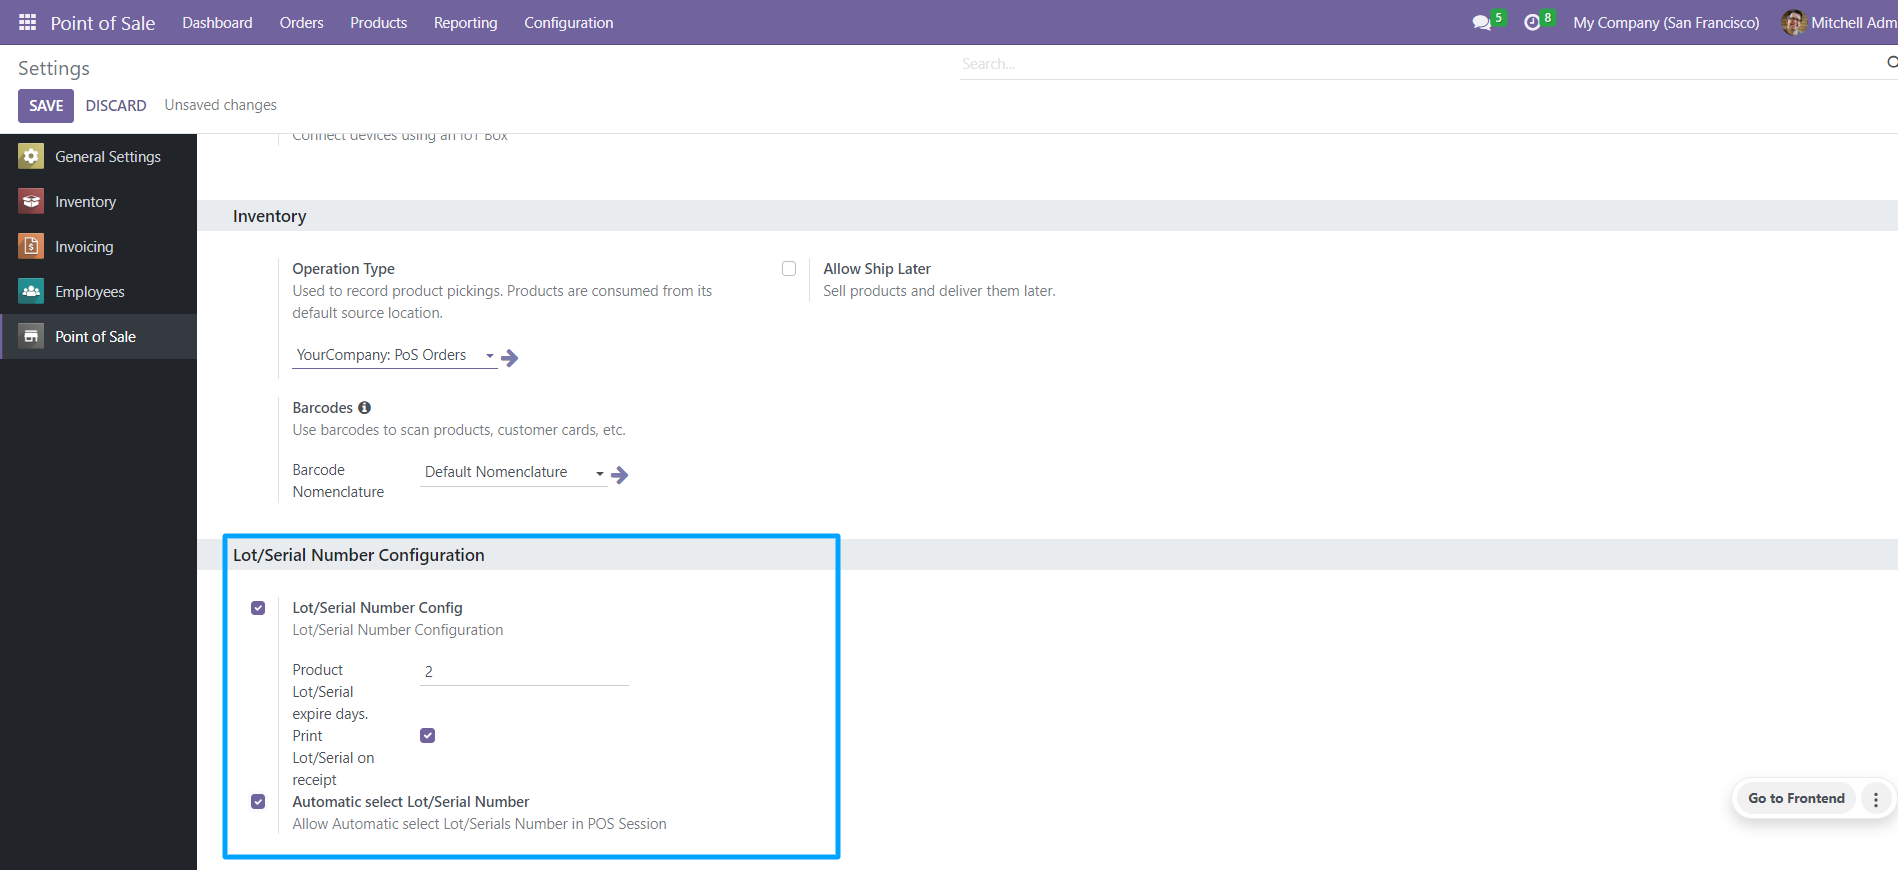 Point of Sale Dashboard Orders Products Reporting Configuration 5 8 My Company (San Francisco) Mitchell Adm
Settings
Search...
SAVE DISCARD Unsaved changes
Connect devices using an IoT Box
General Settings
Inventory
Invoicing
Employees
Point of Sale
Inventory
Operation Type
Used to record product pickings. Products are consumed from its
default source location.
YourCompany: PoS Orders
Allow Ship Later
Sell products and deliver them later.
Barcodes
Use barcodes to scan products, customer cards, etc.
Barcode
Nomenclature
Default Nomenclature
Lot/Serial Number Configuration
Lot/Serial Number Config
Lot/Serial Number Configuration
Product
Lot/Serial
expire days.
2
Print
Lot/Serial on
receipt
Automatic select Lot/Serial Number
Allow Automatic select Lot/Serials Number in POS Session
Go to Frontend